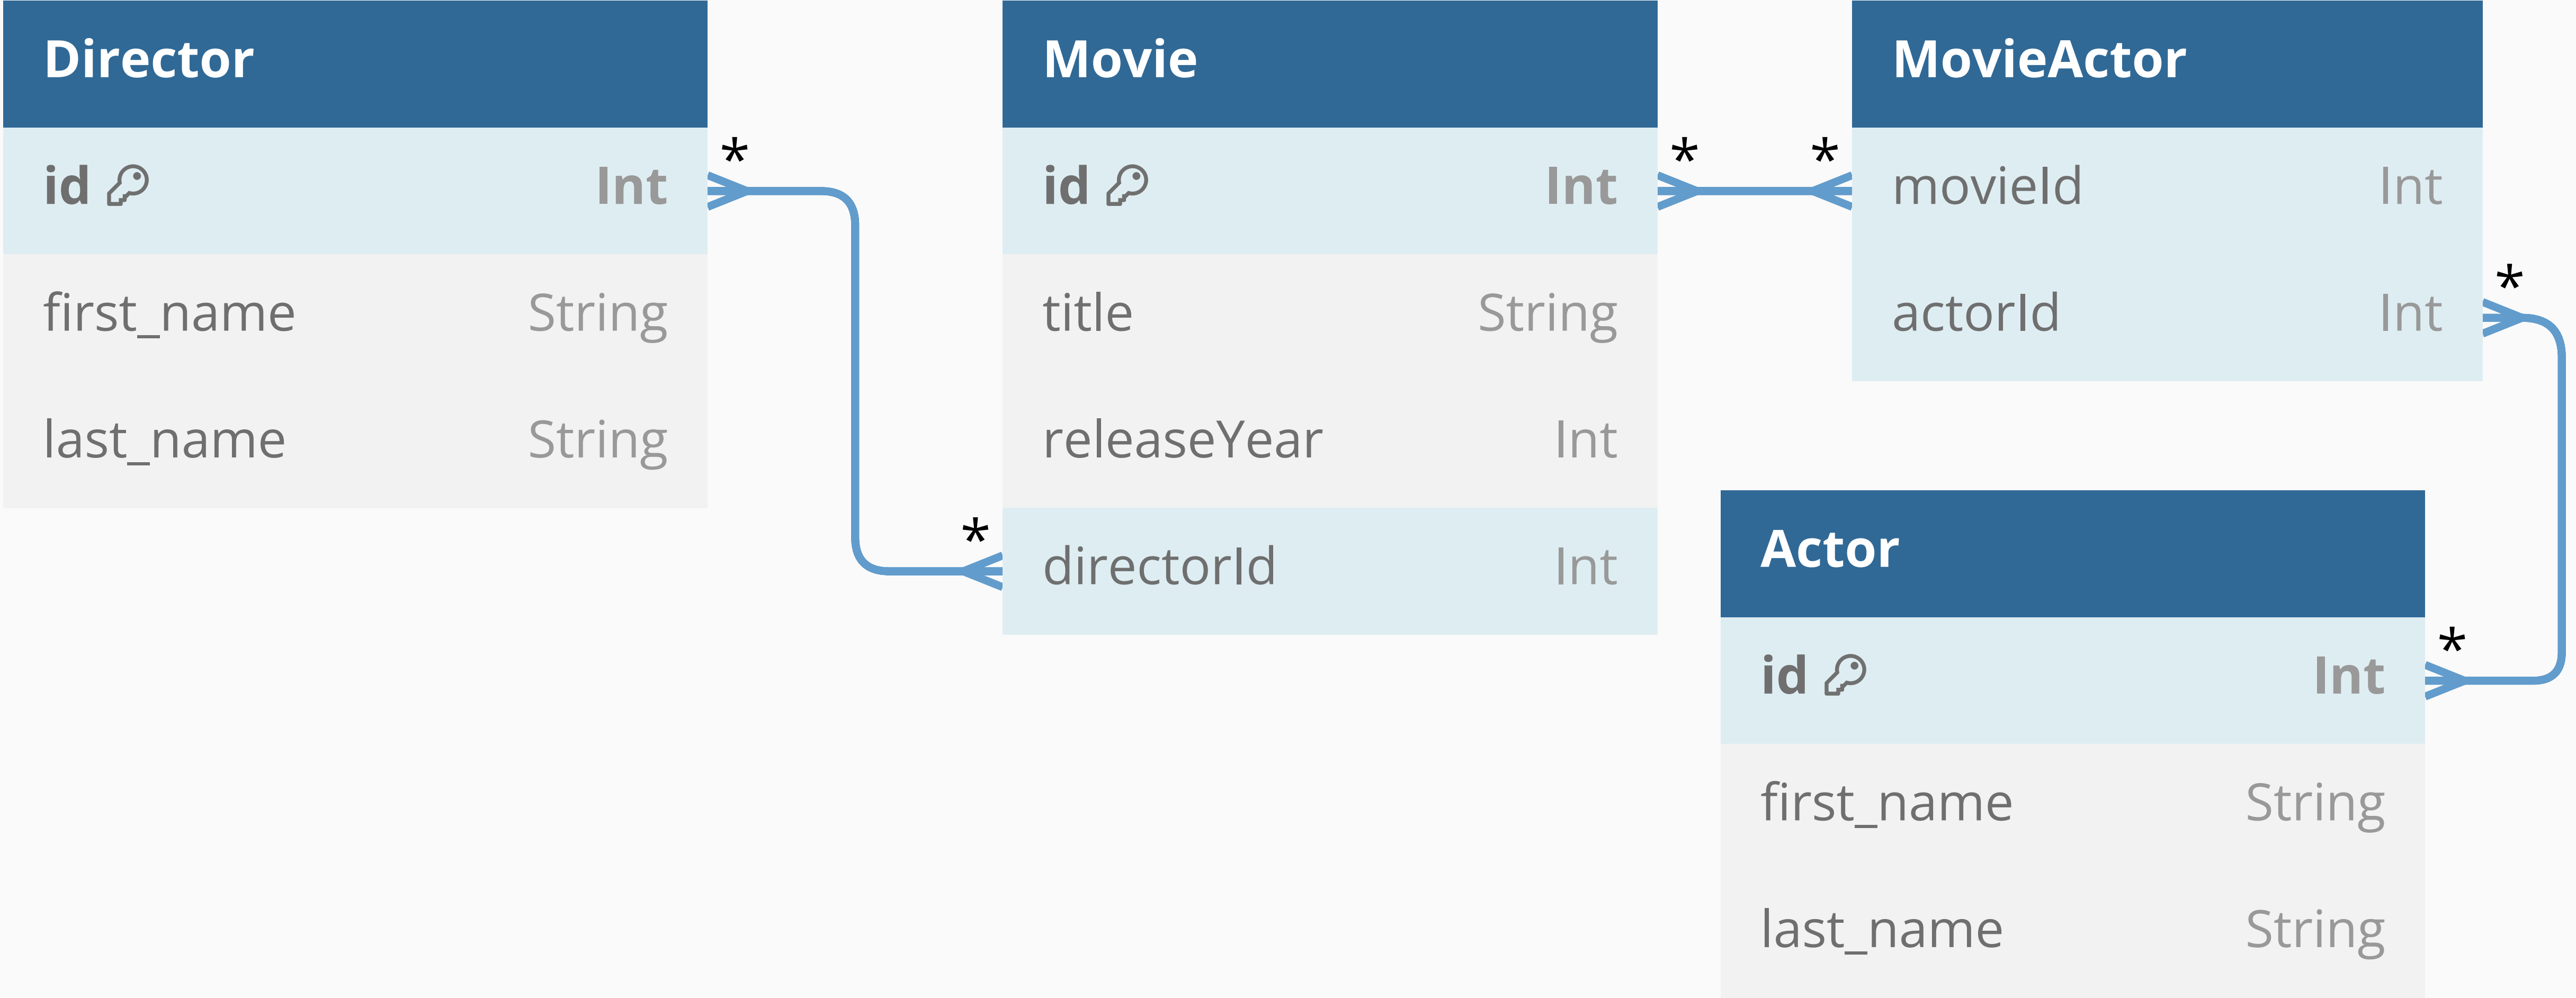 Director
id Int
first_name String
last_name String
*
*
Movie
id Int
title String
releaseYear Int
directorId Int
*
*
MovieActor
movieId Int
actorId Int
*
*
Actor
id Int
first_name String
last_name String